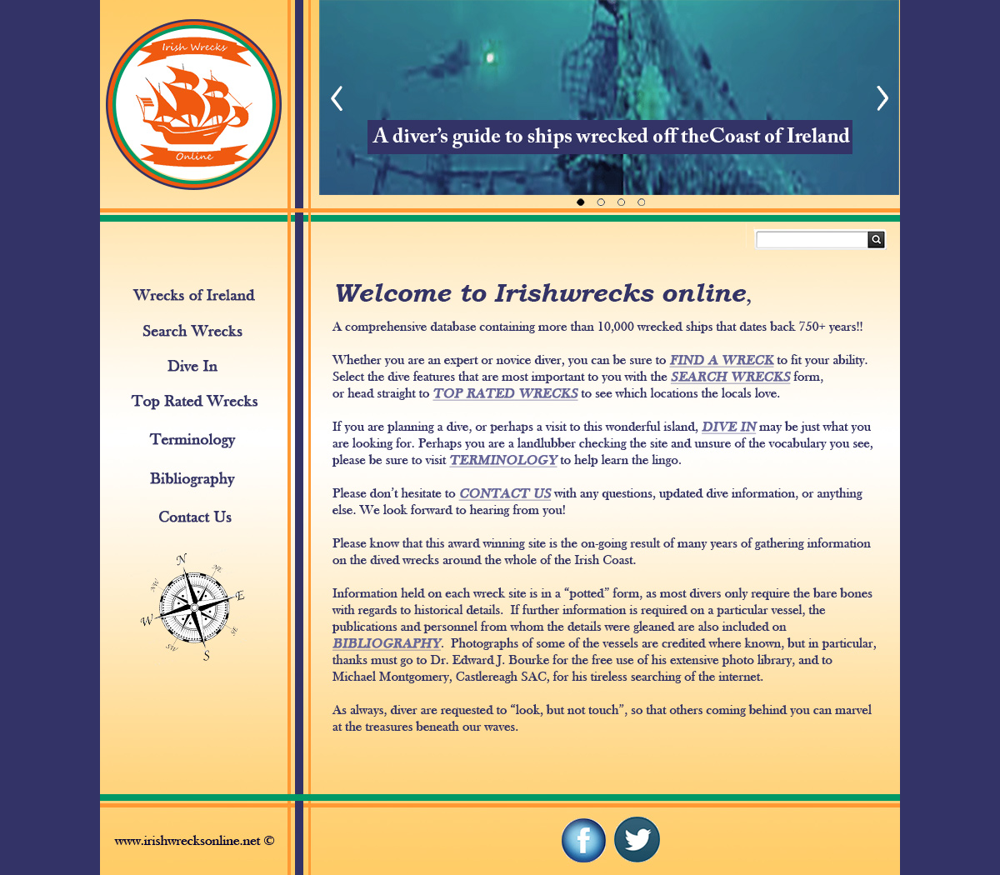 Irish Wrecks
Online
A diver’s guide to ships wrecked off theCoast of Ireland
Wrecks of Ireland
Search Wrecks
Dive In
Top Rated Wrecks
Terminology
Bibliography
Contact Us
N
NE
E
SE
S
SW
W
NW
Welcome to Irishwrecks online,
A comprehensive database containing more than 10,000 wrecked ships that dates back 750+ years!!
Whether you are an expert or novice diver, you can be sure to FIND A WRECK to fit your ability.
Select the dive features that are most important to you with the SEARCH WRECKS form,
or head straight to TOP RATED WRECKS to see which locations the locals love.
If you are planning a dive, or perhaps a visit to this wonderful island, DIVE IN may be just what you
are looking for. Perhaps you are a landlubber checking the site and unsure of the vocabulary you see,
please be sure to visit TERMINOLOGY to help learn the lingo.
Please don’t hesitate to CONTACT US with any questions, updated dive information, or anything
else. We look forward to hearing from you!
Please know that this award winning site is the on-going result of many years of gathering information
on the dived wrecks around the whole of the Irish Coast.
Information held on each wreck site is in a “potted” form, as most divers only require the bare bones
with regards to historical details. If further information is required on a particular vessel, the
publications and personnel from whom the details were gleaned are also included on
BIBLIOGRAPHY. Photographs of some of the vessels are credited where known, but in particular,
thanks must go to Dr. Edward J. Bourke for the free use of his extensive photo library, and to
Michael Montgomery, Castlereagh SAC, for his tireless searching of the internet.
As always, diver are requested to “look, but not touch”, so that others coming behind you can marvel
at the treasures beneath our waves.
www.irishwrecksonline.net ©
f